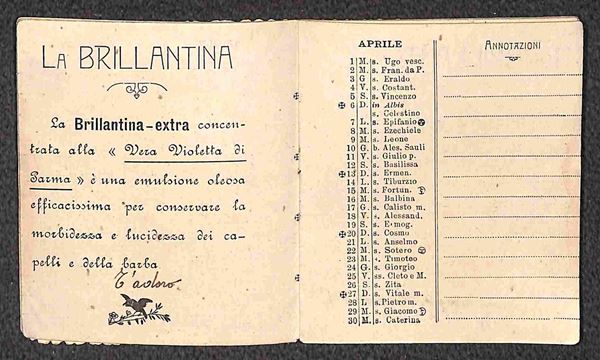 LA BRILLANTINA
La Brillantina-extra concen-
trata alla « Vera Violetta di
Parma » è una emulsione oleosa
efficacissima per conservare la
morbidezza e lucidezza dei ca-
pelli e della barba
T'adoro.
APRILE
1 M. s. Ugo vesc.
2 M. s. Fran. da P.
3 G s. Eraldo
4 V. s. Costant.
5 S. s. Vincenzo
✠ 6 D. in Albis
s. Celestino
7 L. s. Epifanio
8 M. s. Ezechiele
9 M. s. Leone
10 G. b. Ales. Sauli
11 V. s. Giulio p.
12 S. s. Basilissa
✠13 D. s. Ermen.
14 L. s. Tiburzio
15 M. s. Fortun.
16 M. s. Balbina
17 G. s. Calisto m.
18 V. s. Alessand.
19 S. s. Ermog.
✠20 D. s. Cosmo
21 L. s. Anselmo
22 M. s. Sotero
23 M. s. Timoteo
24 G. s. Giorgio
25 V. ss. Cleto e M.
26 S. s. Zita
✠27 D. s. Vitale m.
28 L s. Pietro m.
29 M. s. Giacomo
30 M. s. Caterina
ANNOTAZIONI